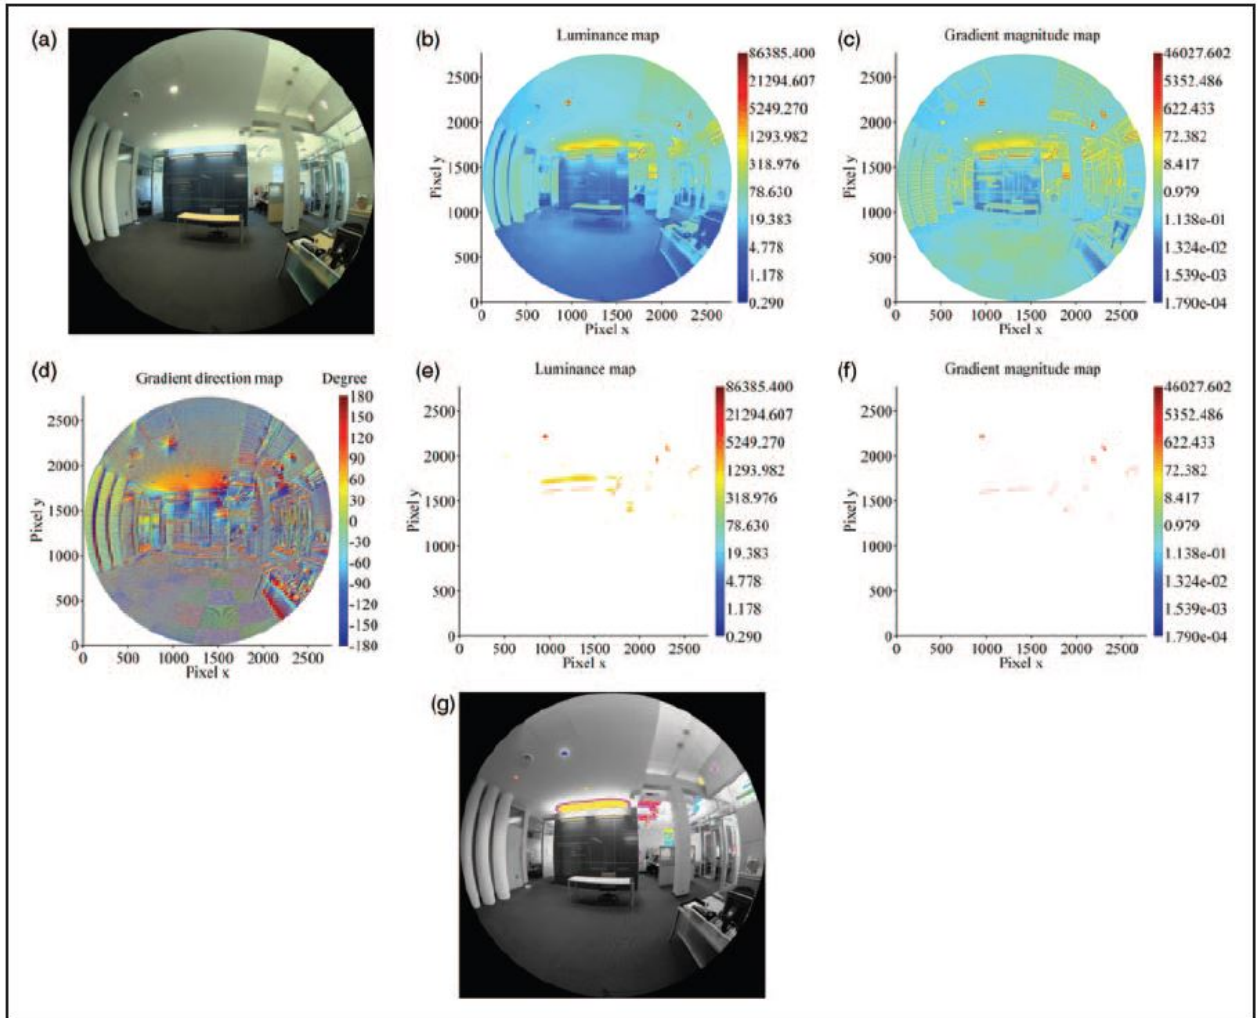 (a)
(b)
Luminance map
86385.400
21294.607
5249.270
1293.982
318.976
78.630
19.383
4.778
1.178
0.290
Pixel y
2500
2000
1500
1000
500
0
0 500 1000 1500 2000 2500
Pixel x
(c)
Gradient magnitude map
46027.602
5352.486
622.433
72.382
8.417
0.979
1.138e-01
1.324e-02
1.539e-03
1.790e-04
Pixel y
2500
2000
1500
1000
500
0
0 500 1000 1500 2000 2500
Pixel x
(d)
Gradient direction map
Degree
180
150
120
90
60
30
0
-30
-60
-90
-120
-150
-180
Pixel y
2500
2000
1500
1000
500
0
0 500 1000 1500 2000 2500
Pixel x
(e)
Luminance map
86385.400
21294.607
5249.270
1293.982
318.976
78.630
19.383
4.778
1.178
0.290
Pixel y
2500
2000
1500
1000
500
0
0 500 1000 1500 2000 2500
Pixel x
(f)
Gradient magnitude map
46027.602
5352.486
622.433
72.382
8.417
0.979
1.138e-01
1.324e-02
1.539e-03
1.790e-04
Pixel y
2500
2000
1500
1000
500
0
0 500 1000 1500 2000 2500
Pixel x
(g)